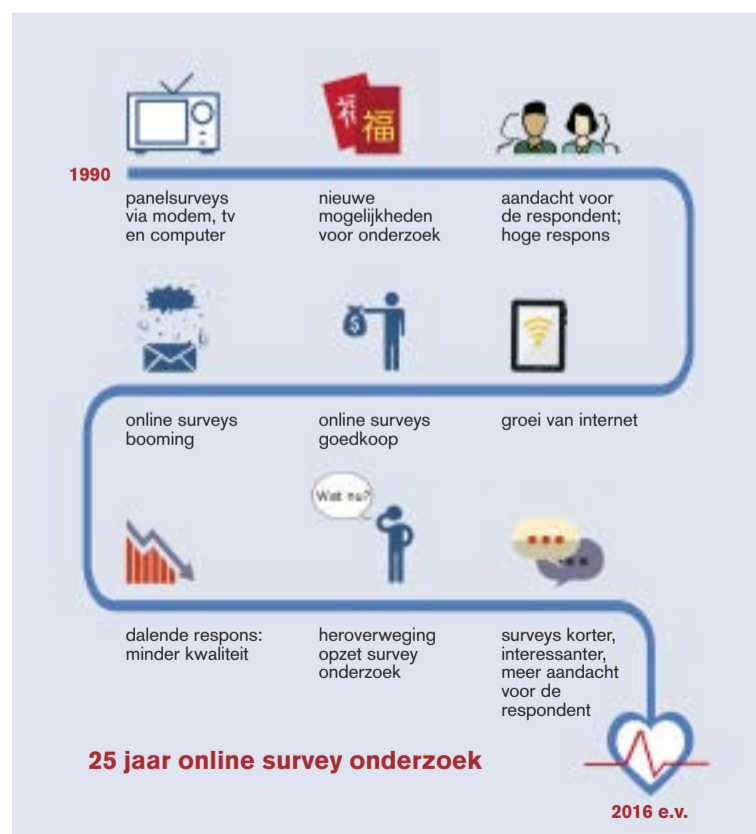 福
福
1990
panelsurveys
via modem, tv
en computer
nieuwe
mogelijkheden
voor onderzoek
aandacht voor
de respondent;
hoge respons
$
online surveys
booming
online surveys
goedkoop
groei van internet
Wat nu?
dalende respons:
minder kwaliteit
heroverweging
opzet survey
onderzoek
surveys korter,
interessanter,
meer aandacht
voor de
respondent
25 jaar online survey onderzoek
2016 e.v.